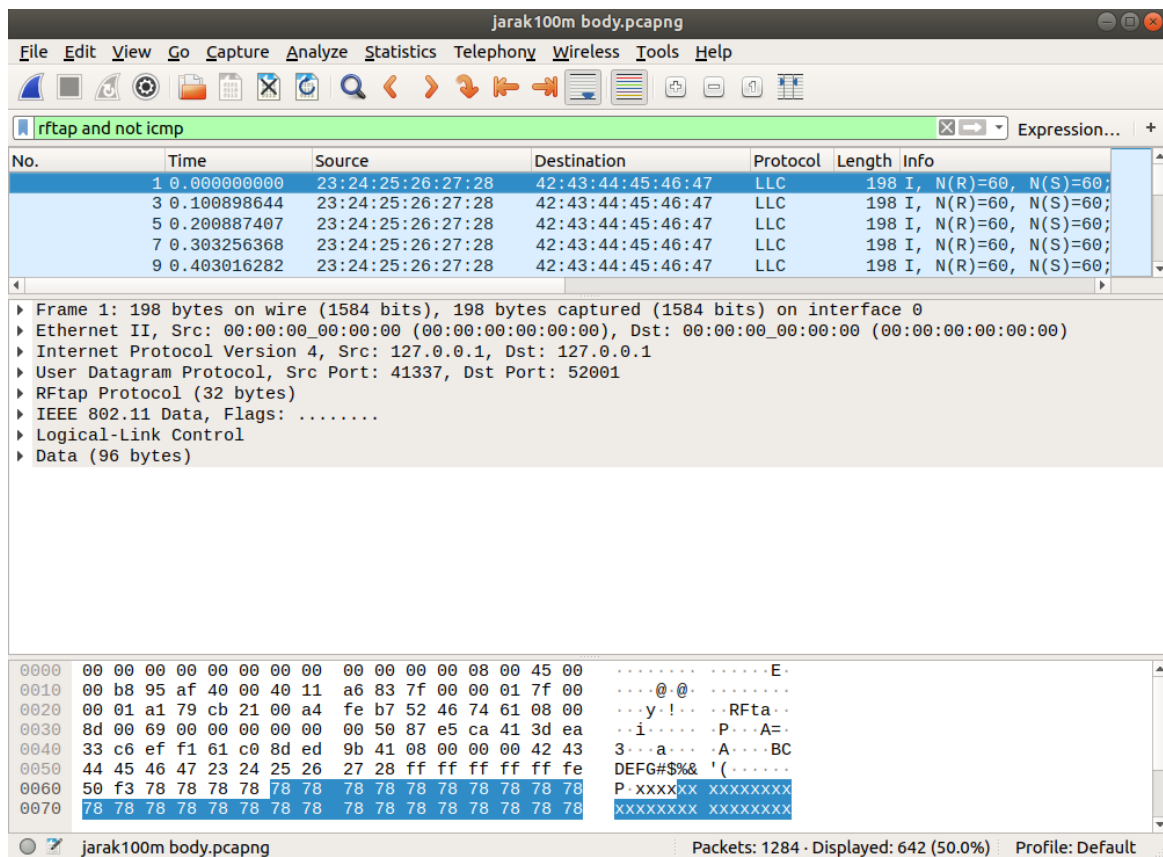 jarak100m body.pcapng
File Edit View Go Capture Analyze Statistics Telephony Wireless Tools Help
rftap and not icmp Expression... +
No. Time Source Destination Protocol Length Info
1 0.000000000 23:24:25:26:27:28 42:43:44:45:46:47 LLC 198 I, N(R)=60, N(S)=60;
3 0.100898644 23:24:25:26:27:28 42:43:44:45:46:47 LLC 198 I, N(R)=60, N(S)=60;
5 0.200887407 23:24:25:26:27:28 42:43:44:45:46:47 LLC 198 I, N(R)=60, N(S)=60;
7 0.303256368 23:24:25:26:27:28 42:43:44:45:46:47 LLC 198 I, N(R)=60, N(S)=60;
9 0.403016282 23:24:25:26:27:28 42:43:44:45:46:47 LLC 198 I, N(R)=60, N(S)=60;
Frame 1: 198 bytes on wire (1584 bits), 198 bytes captured (1584 bits) on interface 0
Ethernet II, Src: 00:00:00_00:00:00 (00:00:00:00:00:00), Dst: 00:00:00_00:00:00 (00:00:00:00:00:00)
Internet Protocol Version 4, Src: 127.0.0.1, Dst: 127.0.0.1
User Datagram Protocol, Src Port: 41337, Dst Port: 52001
RFtap Protocol (32 bytes)
IEEE 802.11 Data, Flags: ........
Logical-Link Control
Data (96 bytes)
0000 00 00 00 00 00 00 00 00 00 00 00 00 08 00 45 00 ········ ······E·
0010 00 b8 95 af 40 00 40 11 a6 83 7f 00 00 01 7f 00 ····@·@· ········
0020 00 01 a1 79 cb 21 00 a4 fe b7 52 46 74 61 08 00 ···y·!·· ··RFta··
0030 8d 00 69 00 00 00 00 00 00 50 87 e5 ca 41 3d ea ··i····· ·P···A=·
0040 33 c6 ef f1 61 c0 8d ed 9b 41 08 00 00 00 42 43 3···a··· ·A····BC
0050 44 45 46 47 23 24 25 26 27 28 ff ff ff ff ff fe DEFG#$%& '(······
0060 50 f3 78 78 78 78 78 78 78 78 78 78 78 78 78 78 P·xxxxxx xxxxxxxx
0070 78 78 78 78 78 78 78 78 78 78 78 78 78 78 78 78 xxxxxxxx xxxxxxxx
jarak100m body.pcapng Packets: 1284 · Displayed: 642 (50.0%) Profile: Default